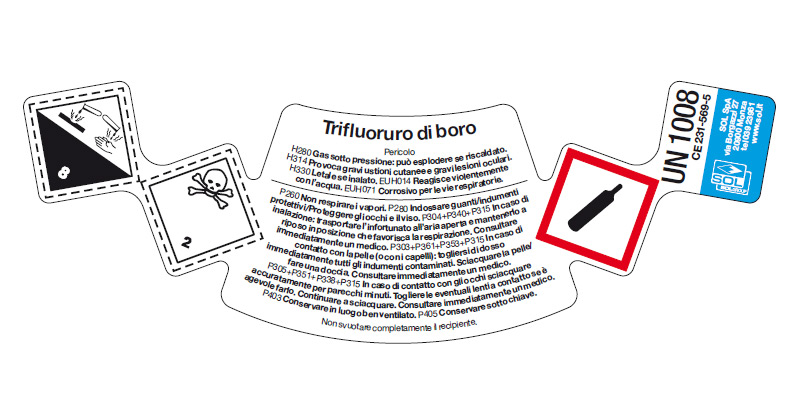 8
2
Trifluoruro di boro
Pericolo
H280 Gas sotto pressione: può esplodere se riscaldato.
H314 Provoca gravi ustioni cutanee e gravi lesioni oculari.
H330 Letale se inalato. EUH014 Reagisce violentemente
con l'acqua. EUH071 Corrosivo per le vie respiratorie.
P260 Non respirare i vapori. P280 Indossare guanti/indumenti
protettivi/Proteggere gli occhi e il viso. P304+P340+P315 In caso di
inalazione: trasportare l'infortunato all'aria aperta e mantenerlo a
riposo in posizione che favorisca la respirazione. Consultare
immediatamente un medico. P303+P361+P353+P315 In caso di
contatto con la pelle (o con i capelli): togliersi di dosso
immediatamente tutti gli indumenti contaminati. Sciacquare la pelle/
fare una doccia. Consultare immediatamente un medico.
P305+P351+P338+P315 In caso di contatto con gli occhi sciacquare
accuratamente per parecchi minuti. Togliere le eventuali lenti a contatto se è
agevole farlo. Continuare a sciacquare. Consultare immediatamente un medico.
P403 Conservare in luogo ben ventilato. P405 Conservare sotto chiave.
Non svuotare completamente il recipiente.
UN 1008
CE 231-569-5
SOL SpA
via Borgazzi 27
20900 Monza
tel 039 23961
www.sol.it
SOL